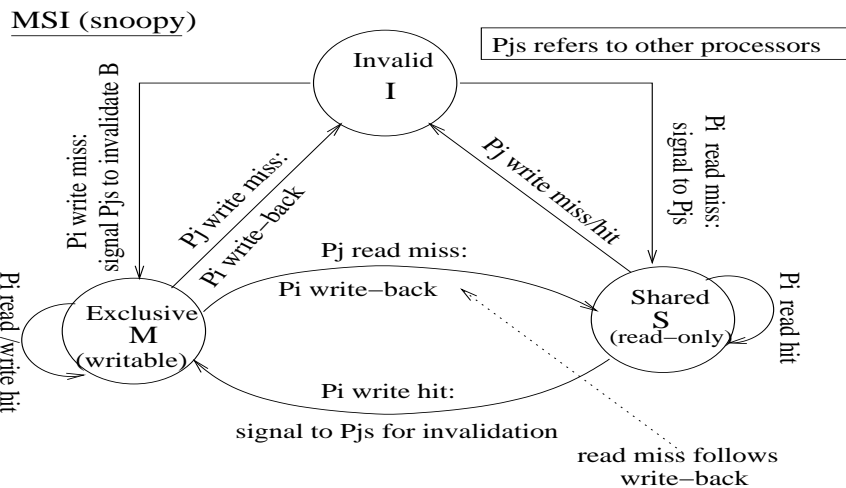 MSI (snoopy)
Pjs refers to other processors
Invalid
I
Pi write miss:
signal Pjs to invalidate B
Pj write miss:
Pi write-back
Pj write miss/hit
Pi read miss:
signal to Pjs
Pj read miss:
Pi write-back
Exclusive
M
(writable)
Shared
S
(read-only)
Pi read /write hit
Pi read hit
Pi write hit:
signal to Pjs for invalidation
read miss follows
write-back